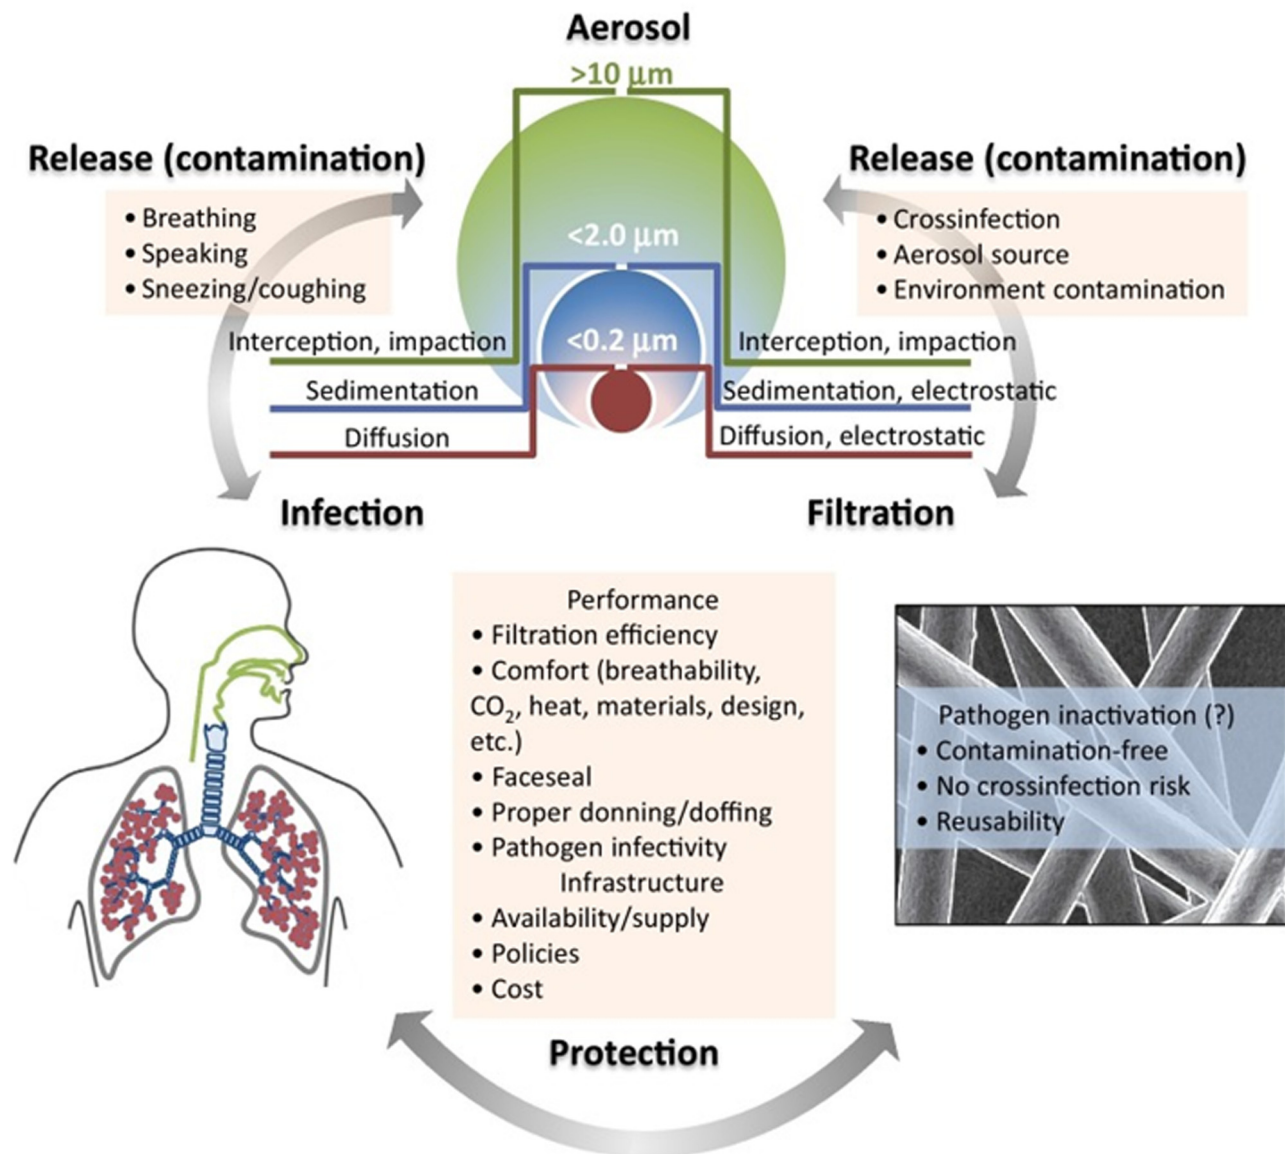 Aerosol
>10 μm
Release (contamination)
• Breathing
• Speaking
• Sneezing/coughing
Release (contamination)
• Crossinfection
• Aerosol source
• Environment contamination
<2.0 μm
<0.2 μm
Interception, impaction
Sedimentation
Diffusion
Interception, impaction
Sedimentation, electrostatic
Diffusion, electrostatic
Infection
Filtration
Performance
• Filtration efficiency
• Comfort (breathability,
CO₂, heat, materials, design,
etc.)
• Faceseal
• Proper donning/doffing
• Pathogen infectivity
Infrastructure
• Availability/supply
• Policies
• Cost
Pathogen inactivation (?)
• Contamination-free
• No crossinfection risk
• Reusability
Protection